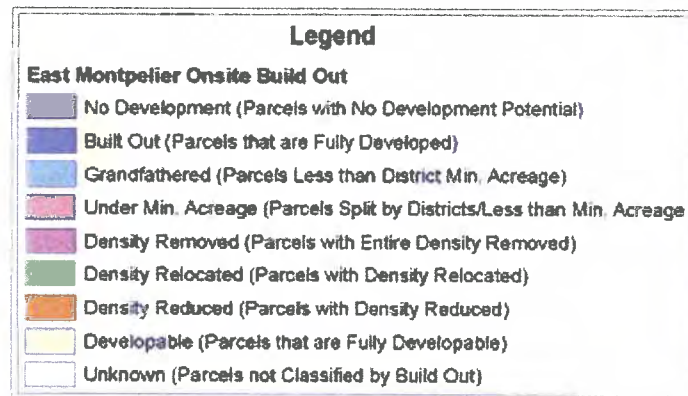 Legend
East Montpelier Onsite Build Out
No Development (Parcels with No Development Potential)
Built Out (Parcels that are Fully Developed)
Grandfathered (Parcels Less than District Min. Acreage)
Under Min. Acreage (Parcels Split by Districts/Less than Min. Acreage
Density Removed (Parcels with Entire Density Removed)
Density Relocated (Parcels with Density Relocated)
Density Reduced (Parcels with Density Reduced)
Developable (Parcels that are Fully Developable)
Unknown (Parcels not Classified by Build Out)